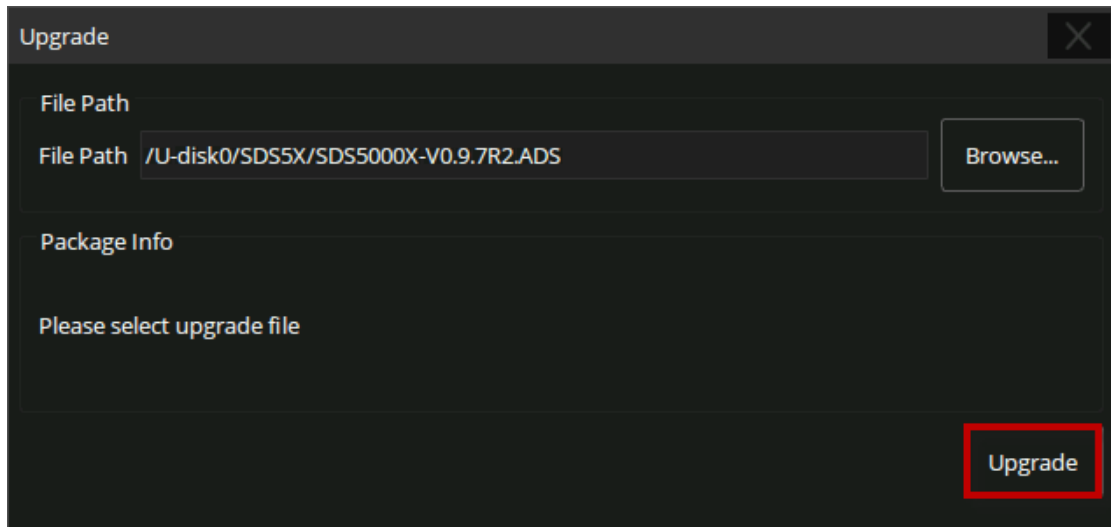 Upgrade
File Path
File Path /U-disk0/SDS5X/SDS5000X-V0.9.7R2.ADS Browse...
Package Info
Please select upgrade file
Upgrade